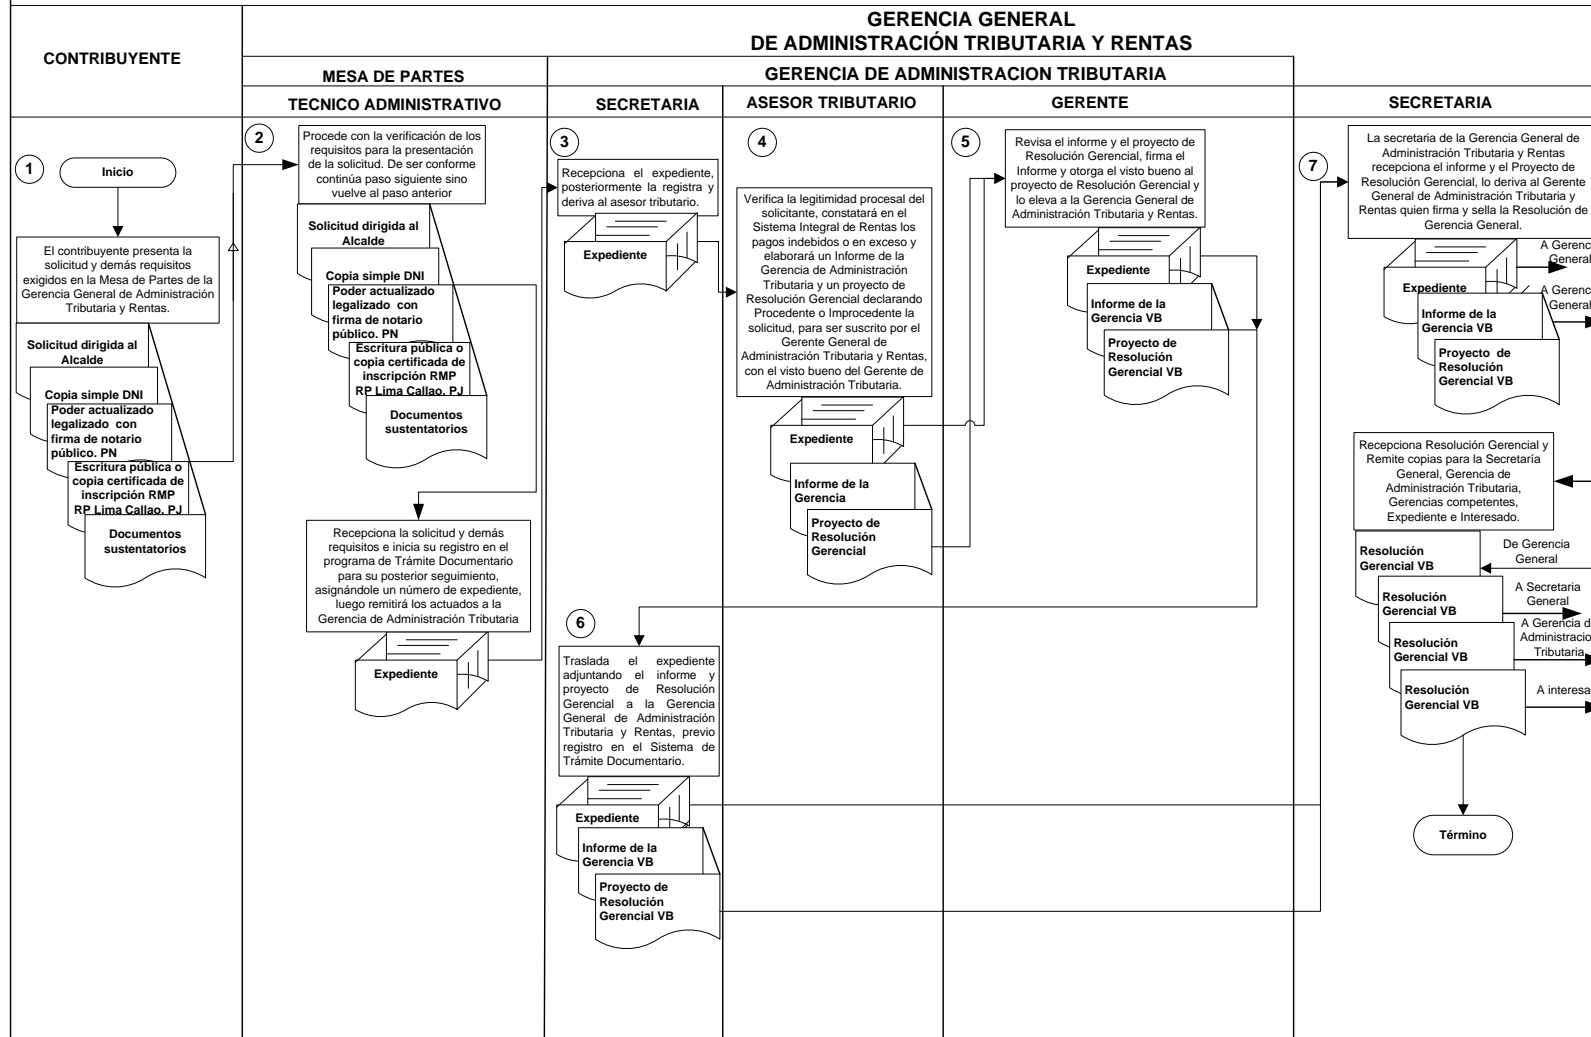 GERENCIA GENERAL
DE ADMINISTRACIÓN TRIBUTARIA Y RENTAS
CONTRIBUYENTE
MESA DE PARTES
GERENCIA DE ADMINISTRACION TRIBUTARIA
TECNICO ADMINISTRATIVO
SECRETARIA
ASESOR TRIBUTARIO
GERENTE
SECRETARIA
1
Inicio
El contribuyente presenta la
solicitud y demás requisitos
exigidos en la Mesa de Partes de la
Gerencia General de Administración
Tributaria y Rentas.
Solicitud dirigida al
Alcalde
Copia simple DNI
Poder actualizado
legalizado con
firma de notario
público. PN
Escritura pública o
copia certificada de
inscripción RMP
RP Lima Callao. PJ
Documentos
sustentatorios
2
Procede con la verificación de los
requisitos para la presentación
de la solicitud. De ser conforme
continúa paso siguiente sino
vuelve al paso anterior
Solicitud dirigida al
Alcalde
Copia simple DNI
Poder actualizado
legalizado con
firma de notario
público. PN
Escritura pública o
copia certificada de
inscripción RMP
RP Lima Callao. PJ
Documentos
sustentatorios
Recepciona la solicitud y demás
requisitos e inicia su registro en el
programa de Trámite Documentario
para su posterior seguimiento,
asignándole un número de expediente,
luego remitirá los actuados a la
Gerencia de Administración Tributaria
Expediente
3
Recepciona el expediente,
posteriormente la registra y
deriva al asesor tributario.
Expediente
4
Verifica la legitimidad procesal del
solicitante, constatará en el
Sistema Integral de Rentas los
pagos indebidos o en exceso y
elaborará un Informe de la
Gerencia de Administración
Tributaria y un proyecto de
Resolución Gerencial declarando
Procedente o Improcedente la
solicitud, para ser suscrito por el
Gerente General de
Administración Tributaria y Rentas,
con el visto bueno del Gerente de
Administración Tributaria.
Expediente
Informe de la
Gerencia
Proyecto de
Resolución
Gerencial
5
Revisa el informe y el proyecto de
Resolución Gerencial, firma el
Informe y otorga el visto bueno al
proyecto de Resolución Gerencial y
lo eleva a la Gerencia General de
Administración Tributaria y Rentas.
Expediente
Informe de la
Gerencia VB
Proyecto de
Resolución
Gerencial VB
6
Traslada el expediente
adjuntando el informe y
proyecto de Resolución
Gerencial a la Gerencia
General de Administración
Tributaria y Rentas, previo
registro en el Sistema de
Trámite Documentario.
Expediente
Informe de la
Gerencia VB
Proyecto de
Resolución
Gerencial VB
7
La secretaria de la Gerencia General de
Administración Tributaria y Rentas
recepciona el informe y el Proyecto de
Resolución Gerencial, lo deriva al Gerente
General de Administración Tributaria y
Rentas quien firma y sella la Resolución de
Gerencia General.
A Gerenc
General
Expediente
A Gerenc
General
Informe de la
Gerencia VB
Proyecto de
Resolución
Gerencial VB
Recepciona Resolución Gerencial y
Remite copias para la Secretaría
General, Gerencia de
Administración Tributaria,
Gerencias competentes,
Expediente e Interesado.
Resolución
Gerencial VB
De Gerencia
General
Resolución
Gerencial VB
A Secretaria
General
Resolución
Gerencial VB
A Gerencia d
Administracio
Tributaria
Resolución
Gerencial VB
A interesa
Término